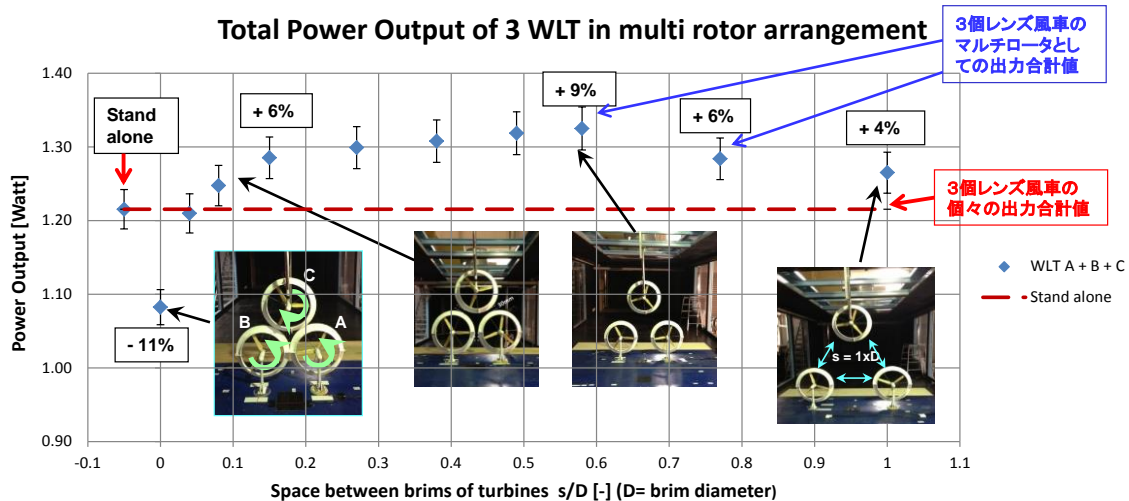 Total Power Output of 3 WLT in multi rotor arrangement
3個レンズ風車の
マルチロータとし
ての出力合計値
Power Output [Watt]
1.40
1.30
1.20
1.10
1.00
0.90
Stand
alone
+ 6%
+ 9%
+ 6%
+ 4%
- 11%
3個レンズ風車の
個々の出力合計値
C
B
A
s = 1xD
WLT A + B + C
Stand alone
-0.1
0
0.1
0.2
0.3
0.4
0.5
0.6
0.7
0.8
0.9
1
1.1
Space between brims of turbines s/D [-] (D= brim diameter)